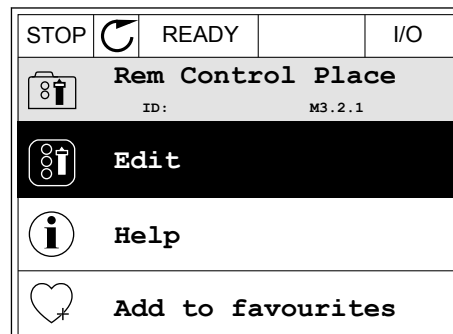 STOP READY I/O
Rem Control Place
ID: M3.2.1
Edit
Help
Add to favourites